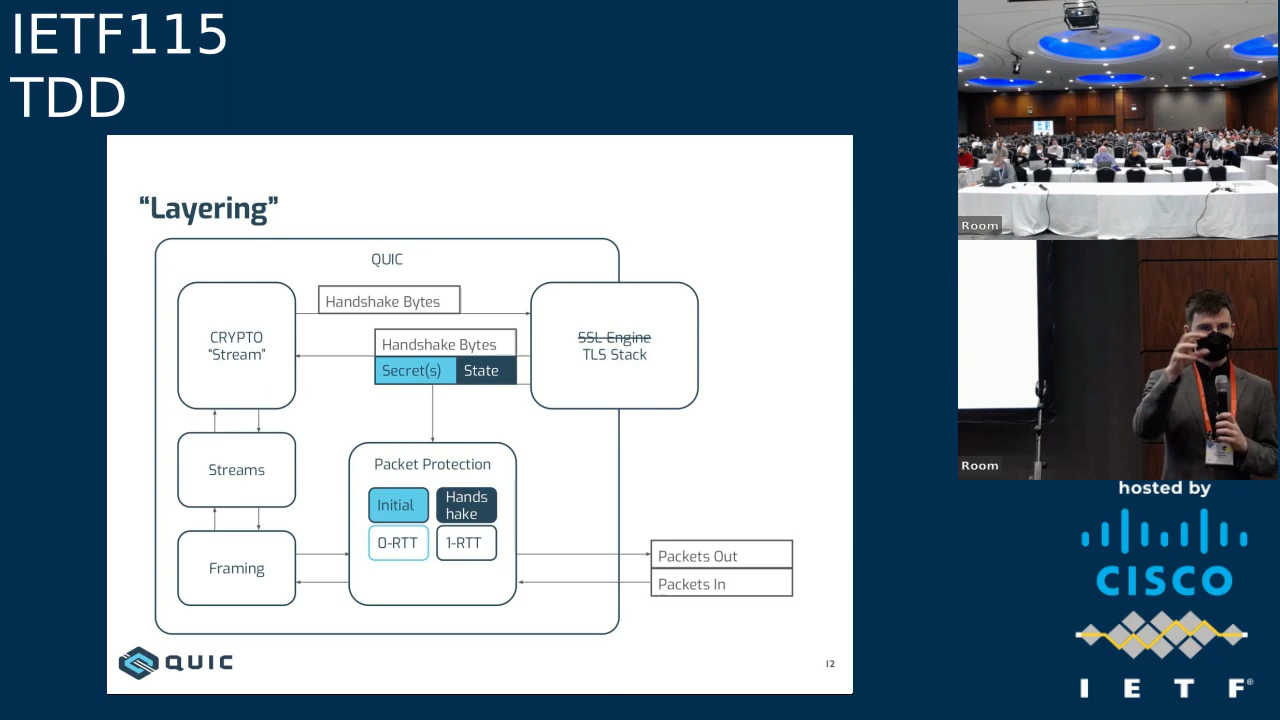 IETF115
TDD
“Layering”
QUIC
CRYPTO
“Stream”
Handshake Bytes
Handshake Bytes
Secret(s)
State
SSL Engine
TLS Stack
Streams
Packet Protection
Initial
Hands
hake
0-RTT
1-RTT
Framing
Packets Out
Packets In
QUIC
12
Room
Room
hosted by
CISCO
I E T F®